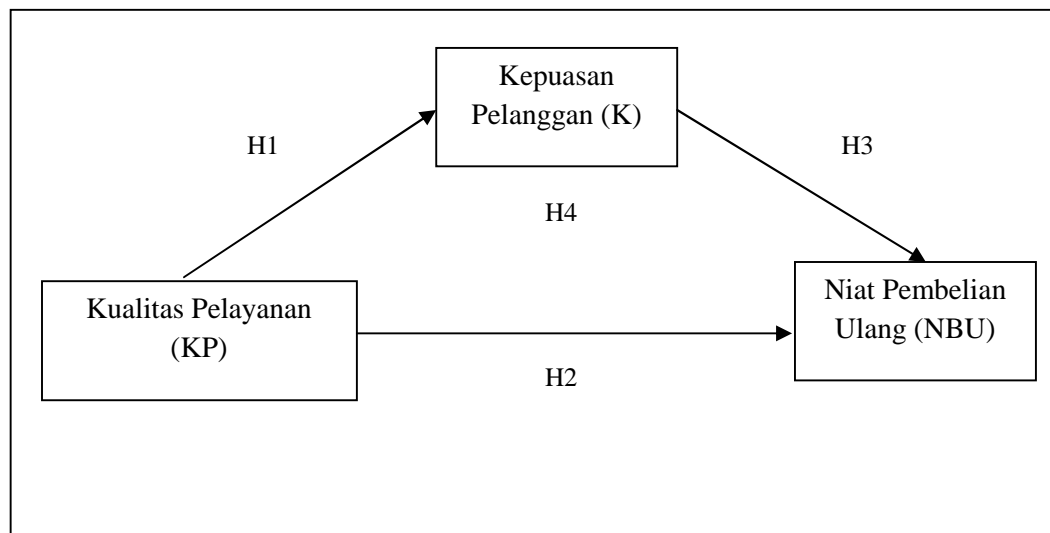 Kepuasan
Pelanggan (K)
H1
H3
H4
Kualitas Pelayanan
(KP)
Niat Pembelian
Ulang (NBU)
H2